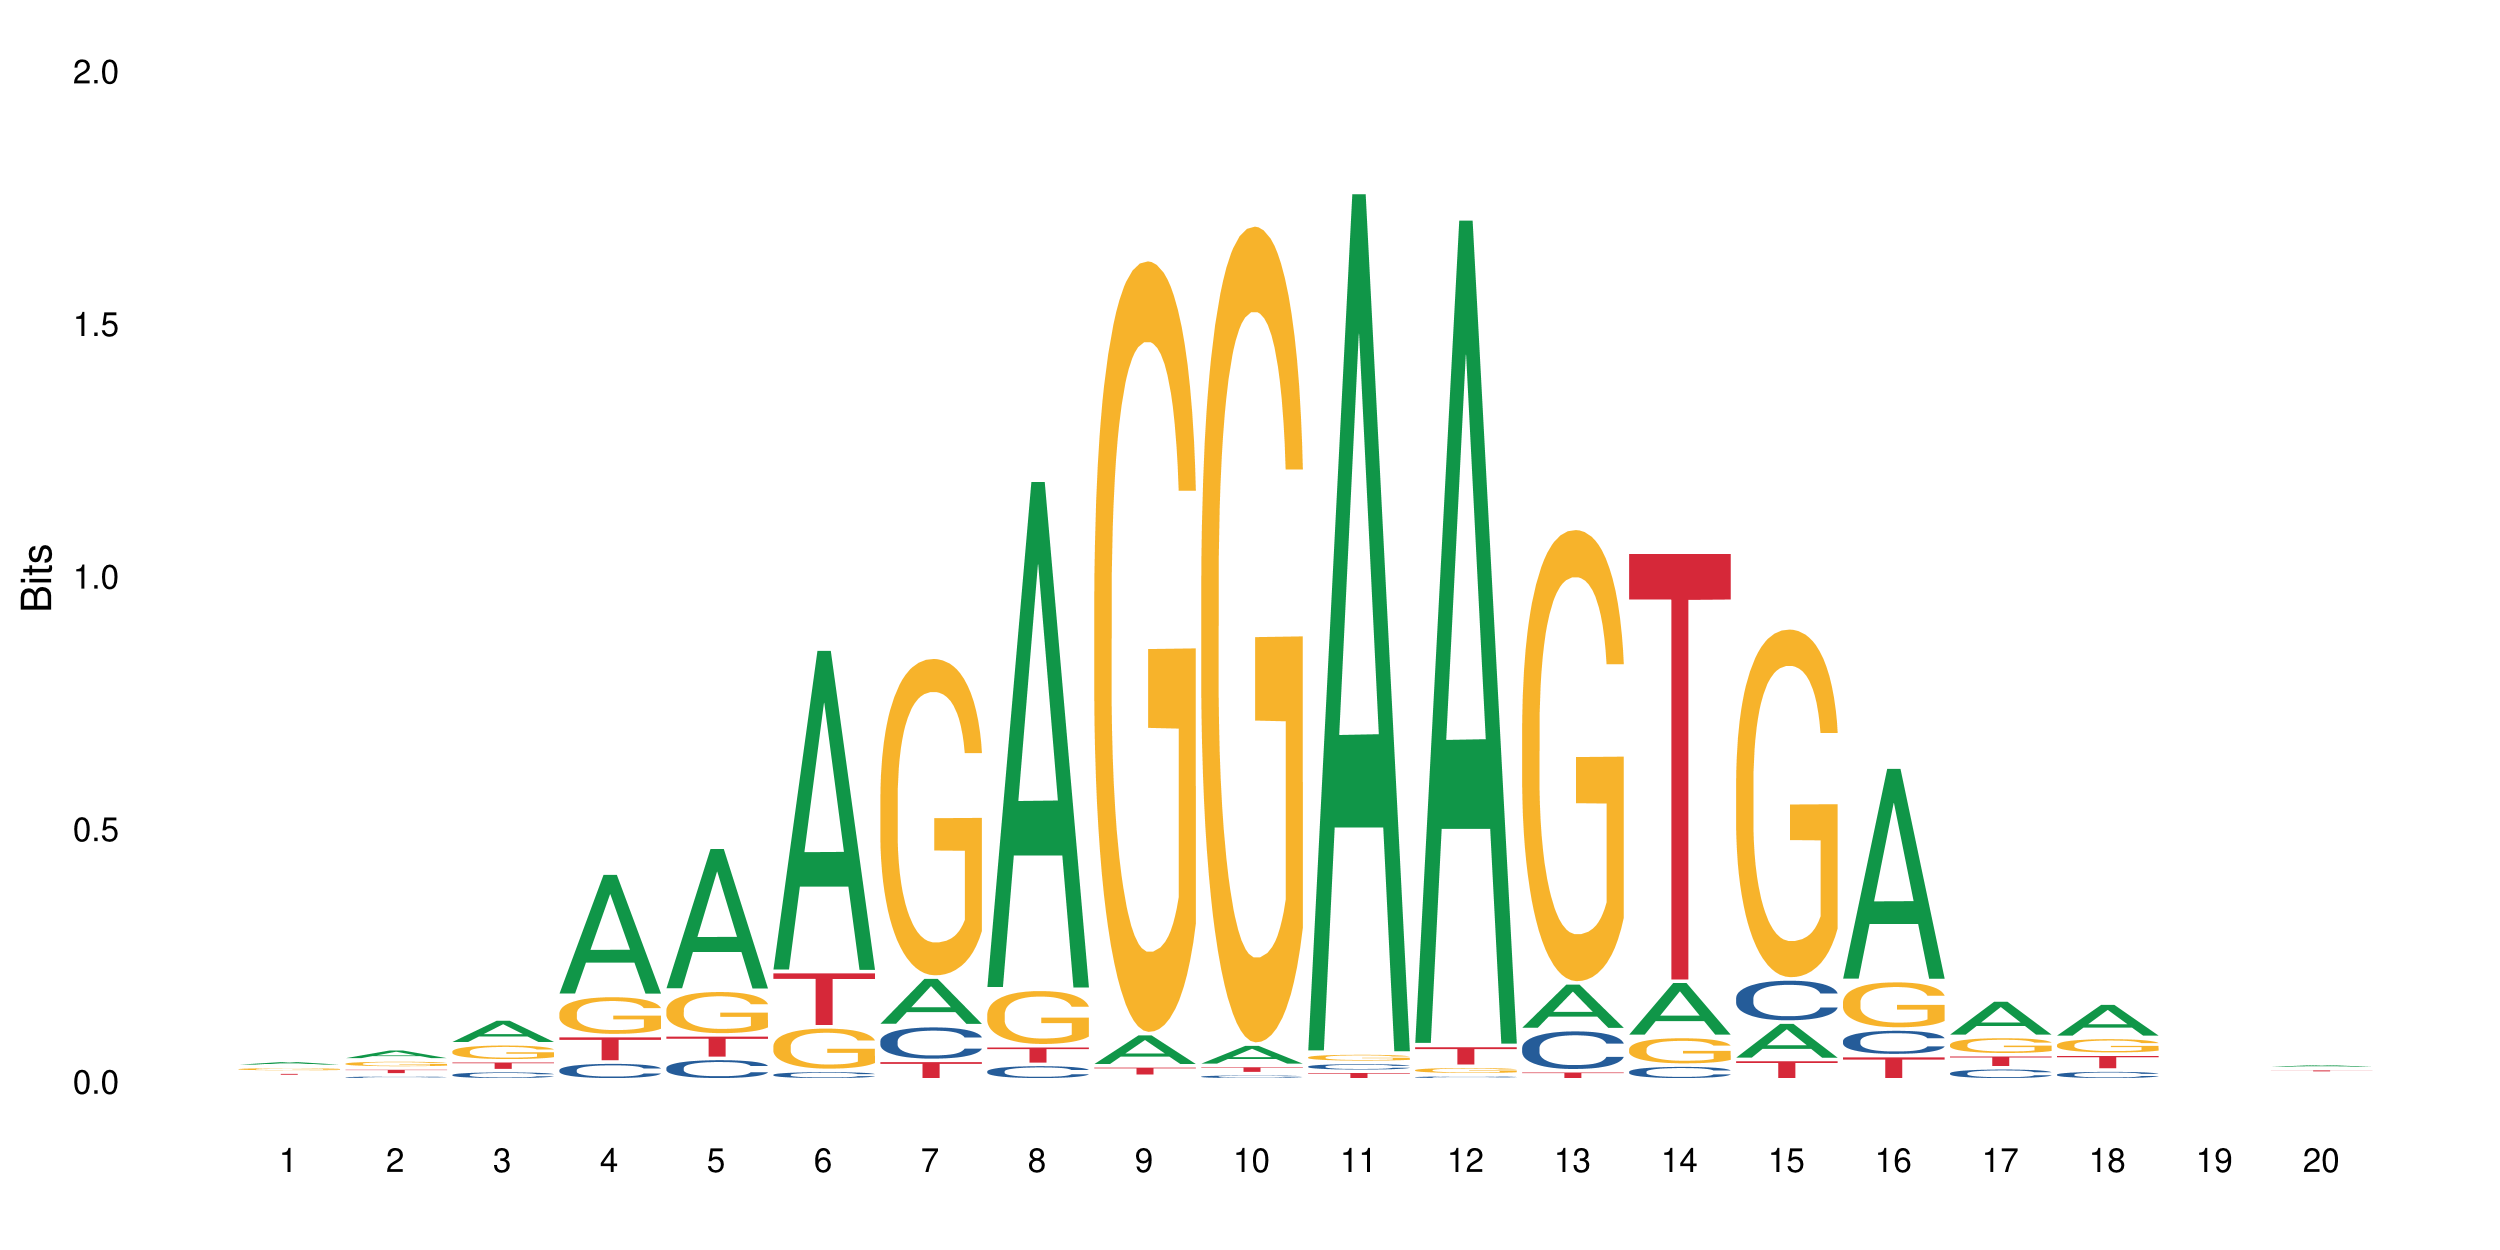 2.0
1.5
1.0
0.5
0.0
Bits
A G T
A G T C
A G T C
A G T C
A G T C
A T G C
G A C T
A G T C
G A T
G A T C
A G C T
A T G C
G A C T
T A G C
G C A T
A G C T
A G T C
A G T C
A T
1 2 3 4 5 6 7 8 9 10 11 12 13 14 15 16 17 18 19 20